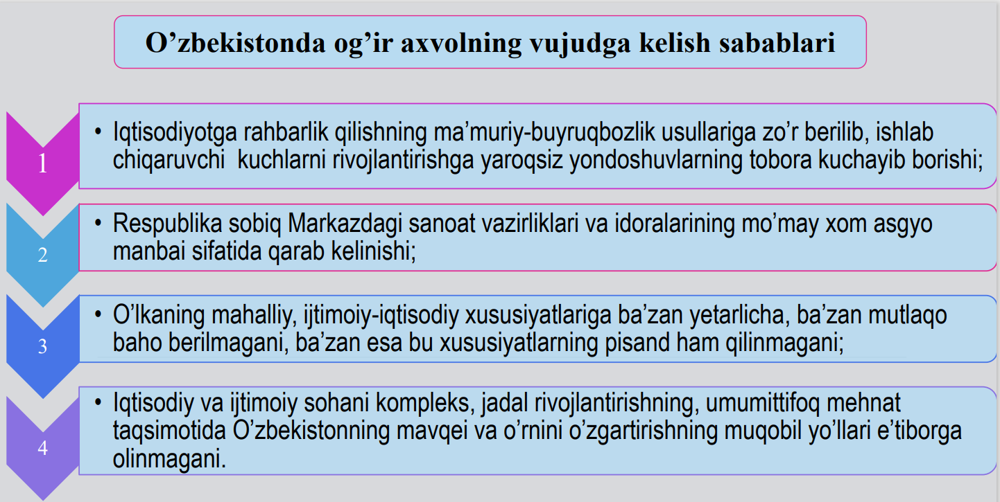 O’zbekistonda og’ir axvolning vujudga kelish sabablari
1
• Iqtisodiyotga rahbarlik qilishning ma’muriy-buyruqbozlik usullariga zo’r berilib, ishlab
chiqaruvchi kuchlarni rivojlantirishga yaroqsiz yondoshuvlarning tobora kuchayib borishi;
2
• Respublika sobiq Markazdagi sanoat vazirliklari va idoralarining mo’may xom asgyo
manbai sifatida qarab kelinishi;
3
• O’lkaning mahalliy, ijtimoiy-iqtisodiy xususiyatlariga ba’zan yetarlicha, ba’zan mutlaqo
baho berilmagani, ba’zan esa bu xususiyatlarning pisand ham qilinmagani;
4
• Iqtisodiy va ijtimoiy sohani kompleks, jadal rivojlantirishning, umumittifoq mehnat
taqsimotida O’zbekistonning mavqei va o’rnini o’zgartirishning muqobil yo’llari e’tiborga
olinmagani.